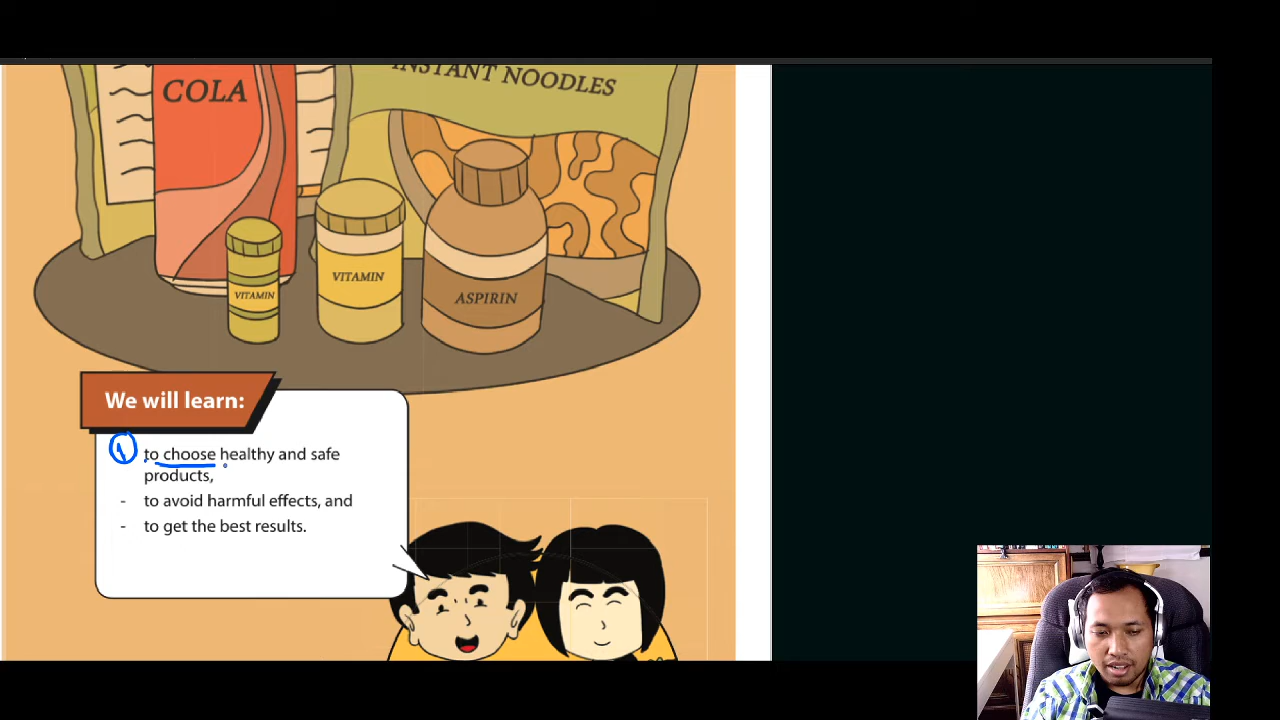 INSTANT NOODLES
COLA
VITAMIN
VITAMIN
ASPIRIN
We will learn:
to choose healthy and safe
products,
- to avoid harmful effects, and
- to get the best results.